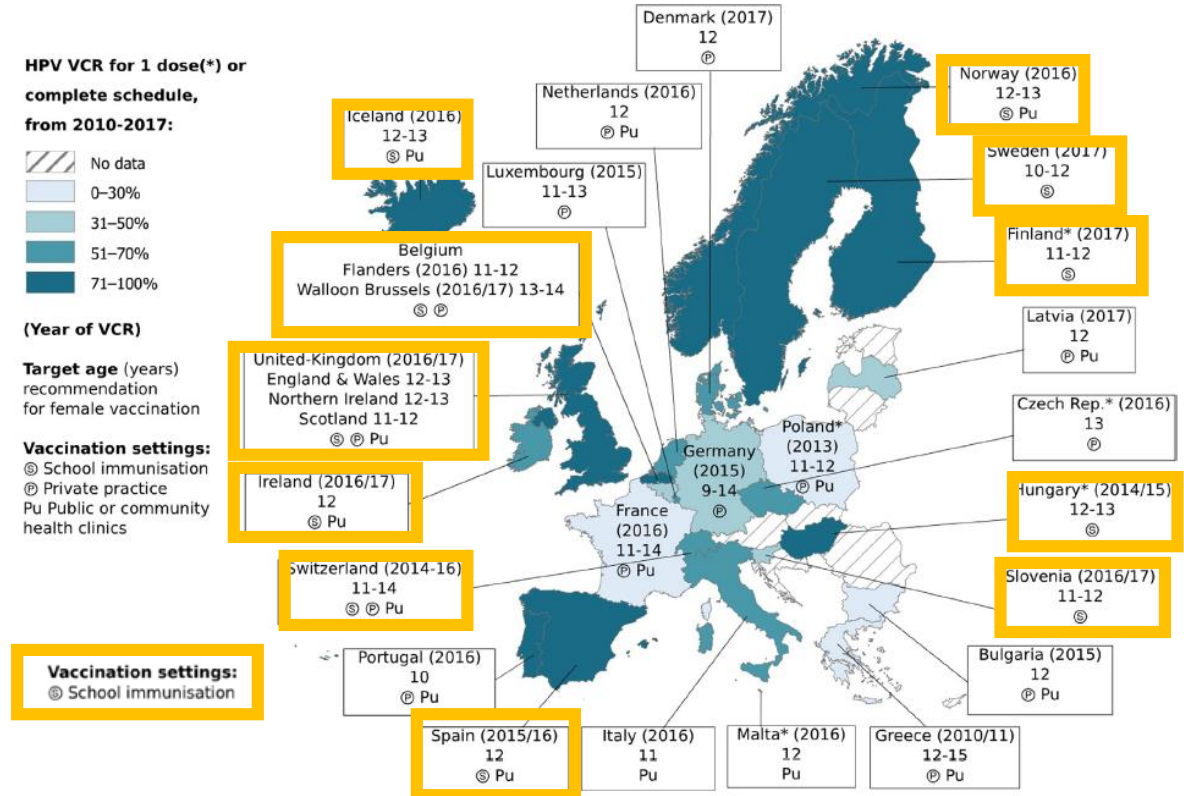 HPV VCR for 1 dose(*) or
complete schedule,
from 2010-2017:
No data
0–30%
31–50%
51–70%
71–100%
(Year of VCR)
Target age (years)
recommendation
for female vaccination
Vaccination settings:
Ⓢ School immunisation
Ⓟ Private practice
Pu Public or community
health clinics
Vaccination settings:
Ⓢ School immunisation
Denmark (2017)
12
Ⓟ
Netherlands (2016)
12
Ⓟ Pu
Iceland (2016)
12-13
Ⓢ Pu
Luxembourg (2015)
11-13
Ⓟ
Norway (2016)
12-13
Ⓢ Pu
Sweden (2017)
10-12
Ⓢ
Finland* (2017)
11-12
Ⓢ
Belgium
Flanders (2016) 11-12
Walloon Brussels (2016/17) 13-14
Ⓢ Ⓟ
United-Kingdom (2016/17)
England & Wales 12-13
Northern Ireland 12-13
Scotland 11-12
Ⓢ Ⓟ Pu
Ireland (2016/17)
12
Ⓢ Pu
Latvia (2017)
12
Ⓟ Pu
Czech Rep.* (2016)
13
Ⓟ
Poland*
(2013)
11-12
Ⓟ Pu
Germany
(2015)
9-14
Ⓟ
France
(2016)
11-14
Ⓟ Pu
Hungary* (2014/15)
12-13
Ⓢ
Switzerland (2014-16)
11-14
Ⓢ Ⓟ Pu
Slovenia (2016/17)
11-12
Ⓢ
Portugal (2016)
10
Ⓟ Pu
Bulgaria (2015)
12
Ⓟ Pu
Spain (2015/16)
12
Ⓢ Pu
Italy (2016)
11
Pu
Malta* (2016)
12
Pu
Greece (2010/11)
12-15
Ⓟ Pu